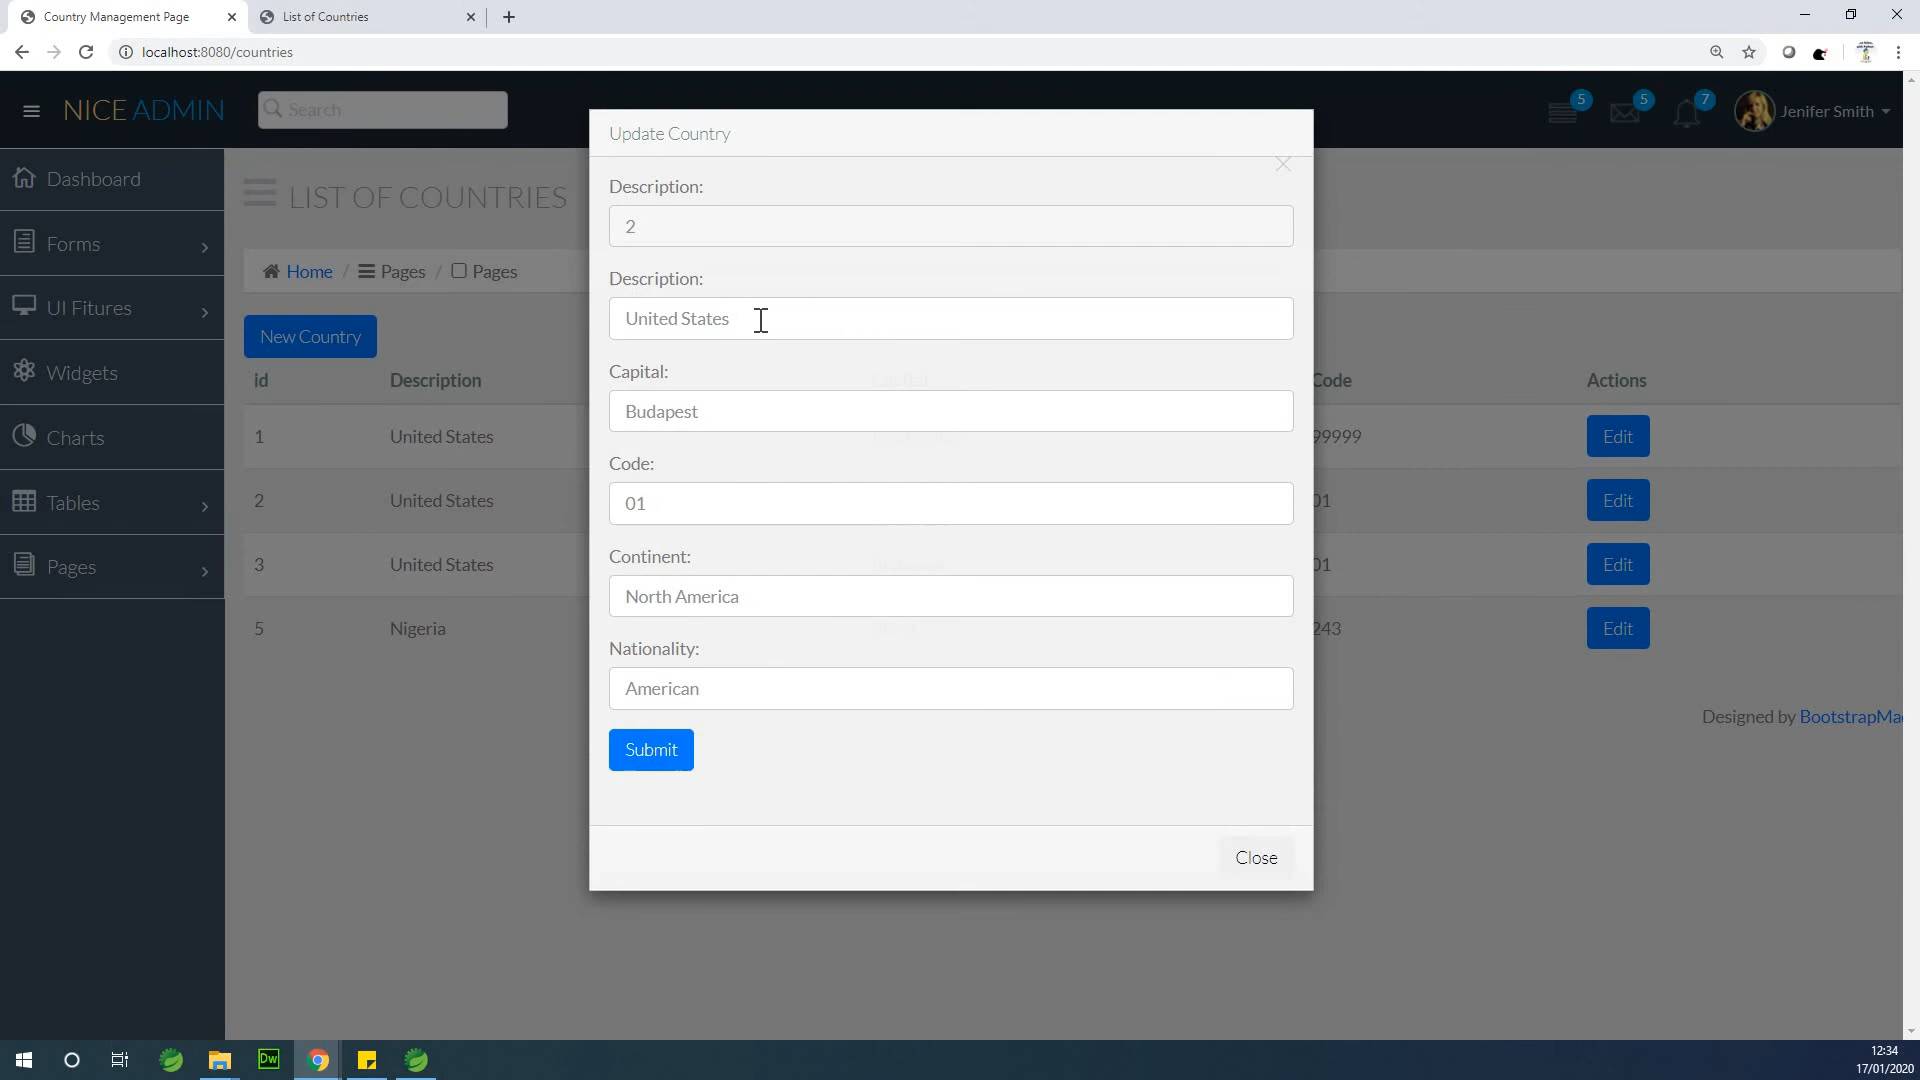 Country Management Page
List of Countries
localhost:8080/countries
NICE ADMIN
Search
5
5
7
Jenifer Smith
Dashboard
Forms
UI Fitures
Widgets
Charts
Tables
Pages
LIST OF COUNTRIES
Home / Pages / Pages
New Country
id Description Code Actions
1 United States 99999 Edit
2 United States 01 Edit
3 United States 01 Edit
5 Nigeria 243 Edit
Designed by BootstrapMa
Update Country
Description:
2
Description:
United States
Capital:
Budapest
Code:
01
Continent:
North America
Nationality:
American
Submit
Close
Dw
12:34
17/01/2020